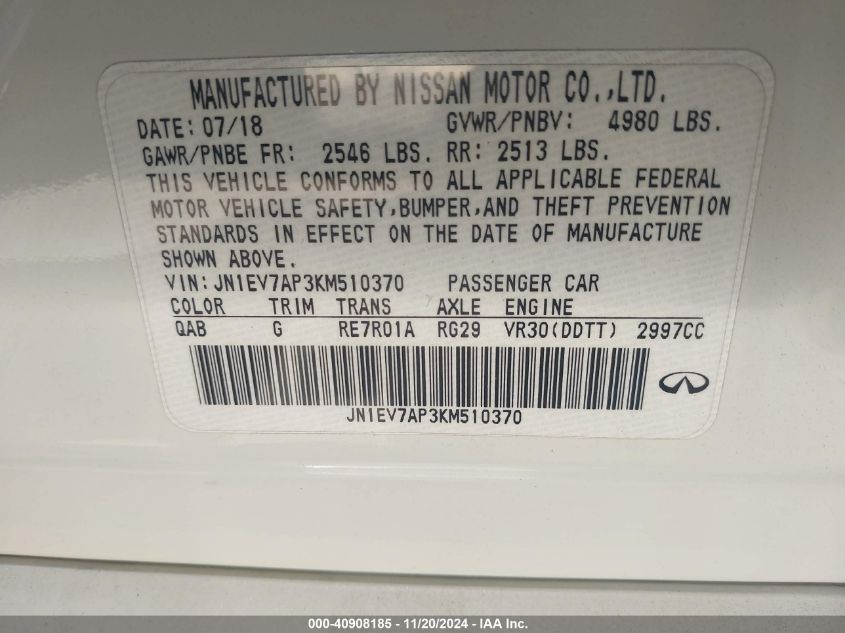 MANUFACTURED BY NISSAN MOTOR CO.,LTD.
DATE: 07/18 GVWR/PNBV: 4980 LBS.
GAWR/PNBE FR: 2546 LBS. RR: 2513 LBS.
THIS VEHICLE CONFORMS TO ALL APPLICABLE FEDERAL
MOTOR VEHICLE SAFETY,BUMPER,AND THEFT PREVENTION
STANDARDS IN EFFECT ON THE DATE OF MANUFACTURE
SHOWN ABOVE.
VIN:JN1EV7AP3KM510370 PASSENGER CAR
COLOR TRIM TRANS AXLE ENGINE
QAB G RE7R01A RG29 VR30(DDTT) 2997CC
JN1EV7AP3KM510370
000-40908185 - 11/20/2024 - IAA Inc.